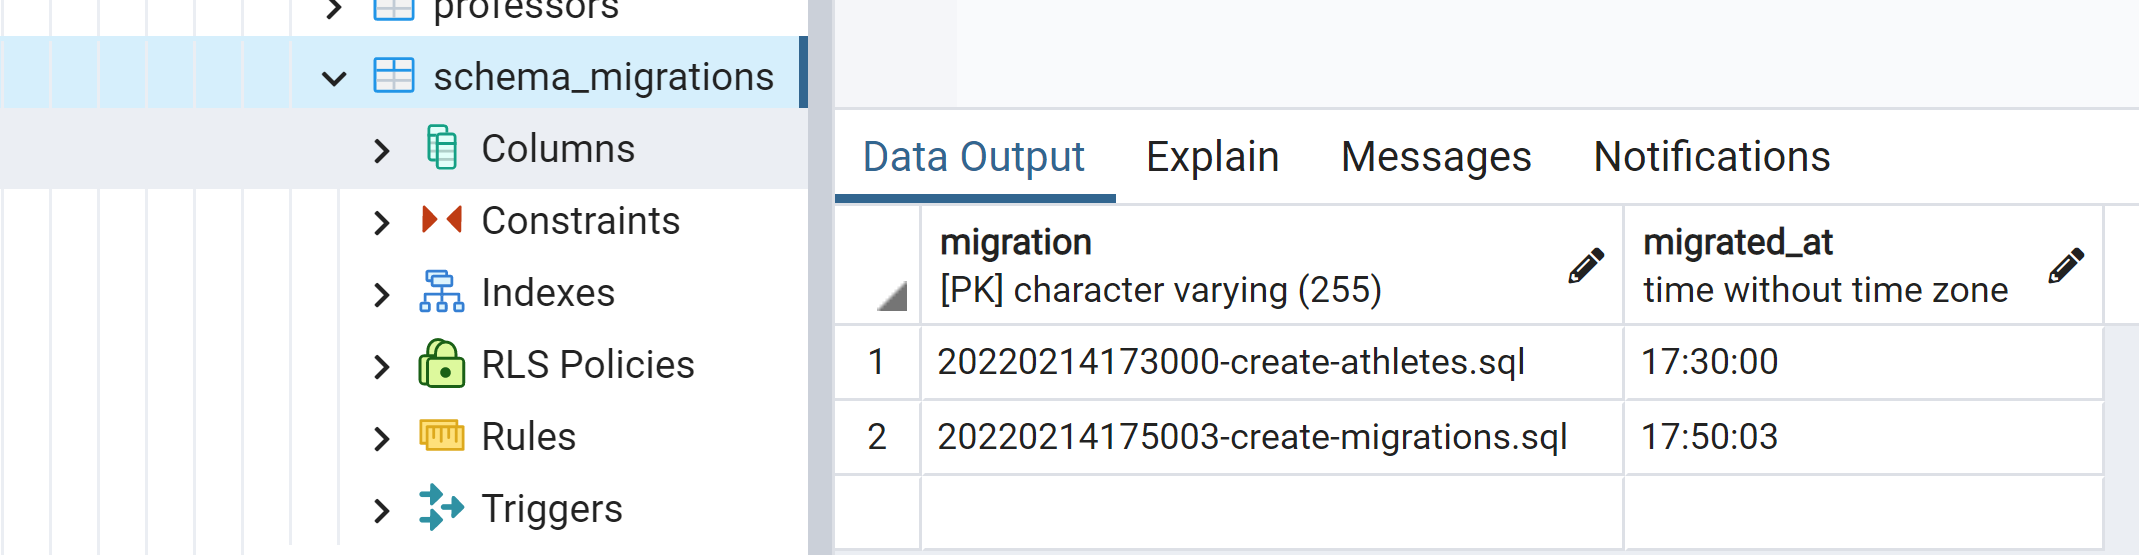 professors
schema_migrations
Columns
Constraints
Indexes
RLS Policies
Rules
Triggers
Data Output Explain Messages Notifications
migration migrated_at
[PK] character varying (255) time without time zone
1 20220214173000-create-athletes.sql 17:30:00
2 20220214175003-create-migrations.sql 17:50:03